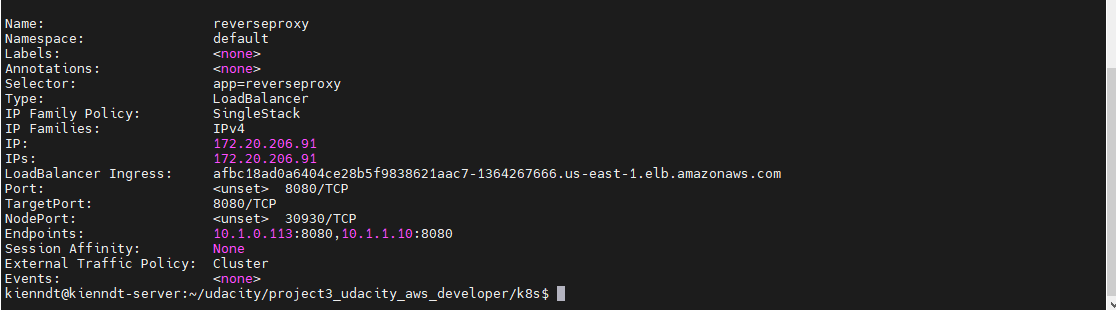 Name:                     reverseproxy
Namespace:                default
Labels:                   <none>
Annotations:              <none>
Selector:                 app=reverseproxy
Type:                     LoadBalancer
IP Family Policy:         SingleStack
IP Families:              IPv4
IP:                       172.20.206.91
IPs:                      172.20.206.91
LoadBalancer Ingress:     afbc18ad0a6404ce28b5f9838621aac7-1364267666.us-east-1.elb.amazonaws.com
Port:                     <unset>  8080/TCP
TargetPort:               8080/TCP
NodePort:                 <unset>  30930/TCP
Endpoints:                10.1.0.113:8080,10.1.1.10:8080
Session Affinity:         None
External Traffic Policy:  Cluster
Events:                   <none>
kienndt@kienndt-server:~/udacity/project3_udacity_aws_developer/k8s$